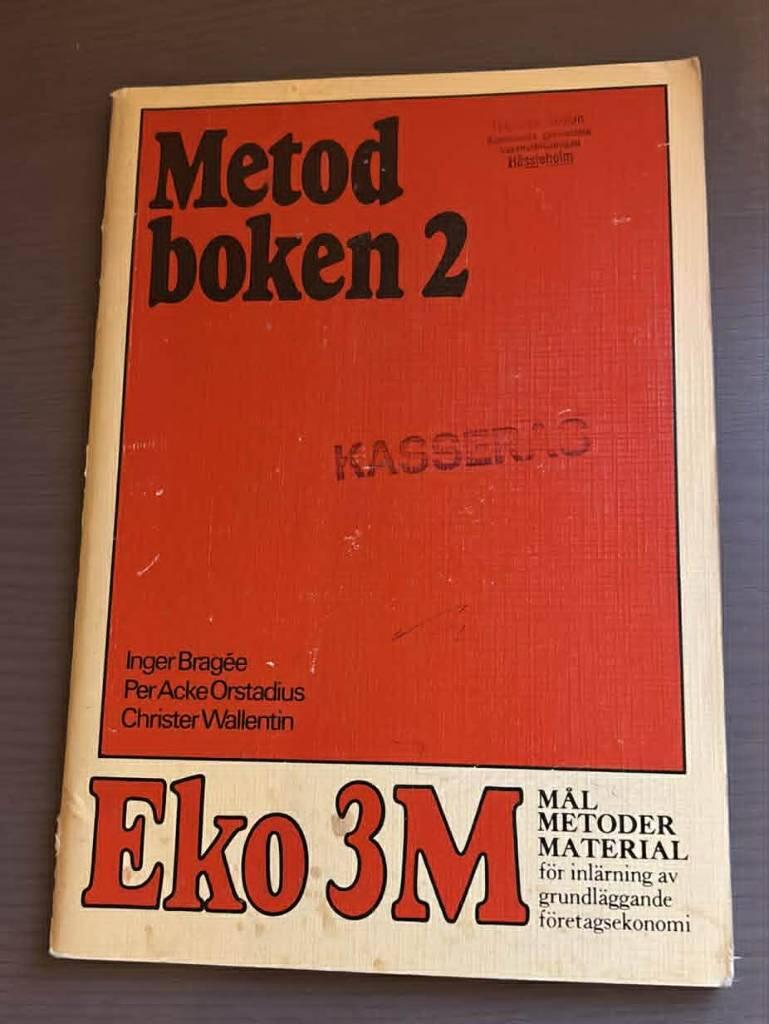 Metod
boken 2
Hässleholm
KASSERAS
Inger Bragée
Per Acke Orstadius
Christer Wallentin
Eko 3M
MÅL
METODER
MATERIAL
för inlärning av
grundläggande
företagsekonomi